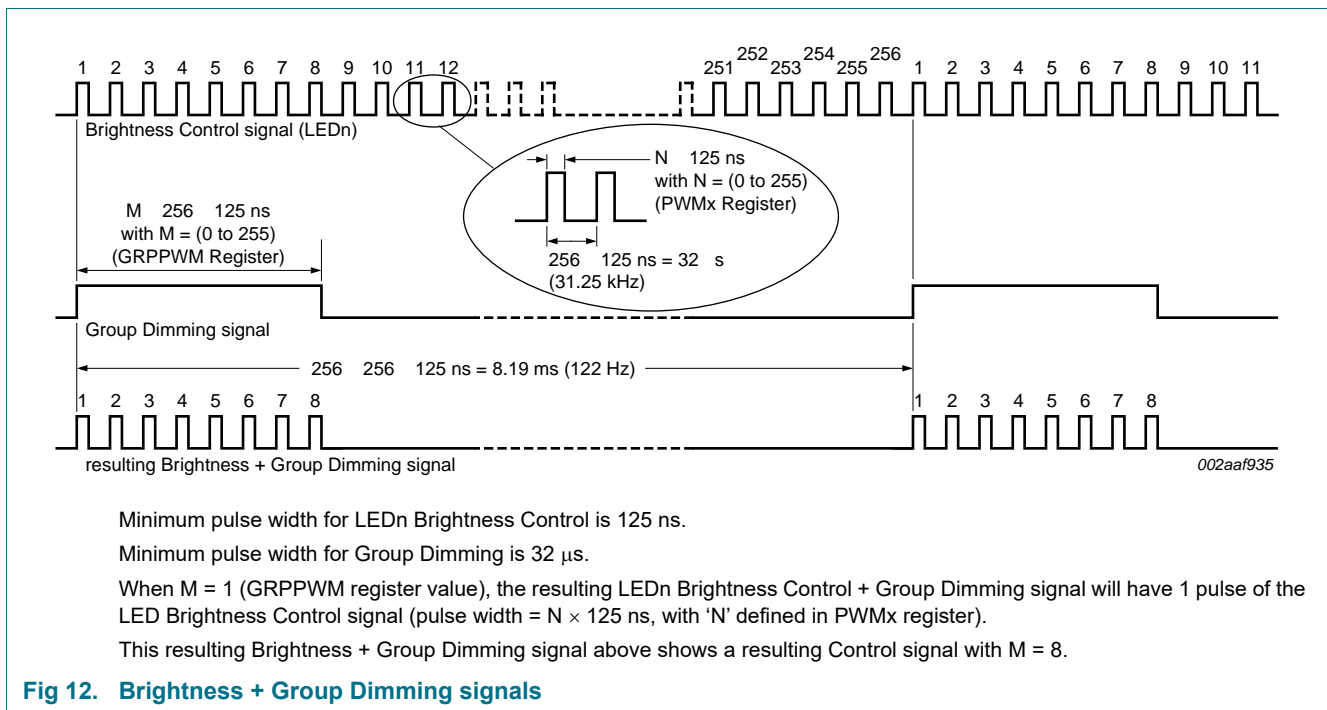 1 2 3 4 5 6 7 8 9 10 11 12 251 252 253 254 255 256 1 2 3 4 5 6 7 8 9 10 11
Brightness Control signal (LEDn)
N 125 ns
with N = (0 to 255)
(PWMx Register)
256 125 ns = 32 s
(31.25 kHz)
M 256 125 ns
with M = (0 to 255)
(GRPPWM Register)
Group Dimming signal
256 256 125 ns = 8.19 ms (122 Hz)
1 2 3 4 5 6 7 8 1 2 3 4 5 6 7 8
resulting Brightness + Group Dimming signal
002aaf935
Minimum pulse width for LEDn Brightness Control is 125 ns.
Minimum pulse width for Group Dimming is 32 μs.
When M = 1 (GRPPWM register value), the resulting LEDn Brightness Control + Group Dimming signal will have 1 pulse of the
LED Brightness Control signal (pulse width = N × 125 ns, with ‘N’ defined in PWMx register).
This resulting Brightness + Group Dimming signal above shows a resulting Control signal with M = 8.
Fig 12. Brightness + Group Dimming signals